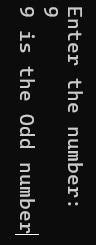 Enter the number:
9
9 is the Odd number